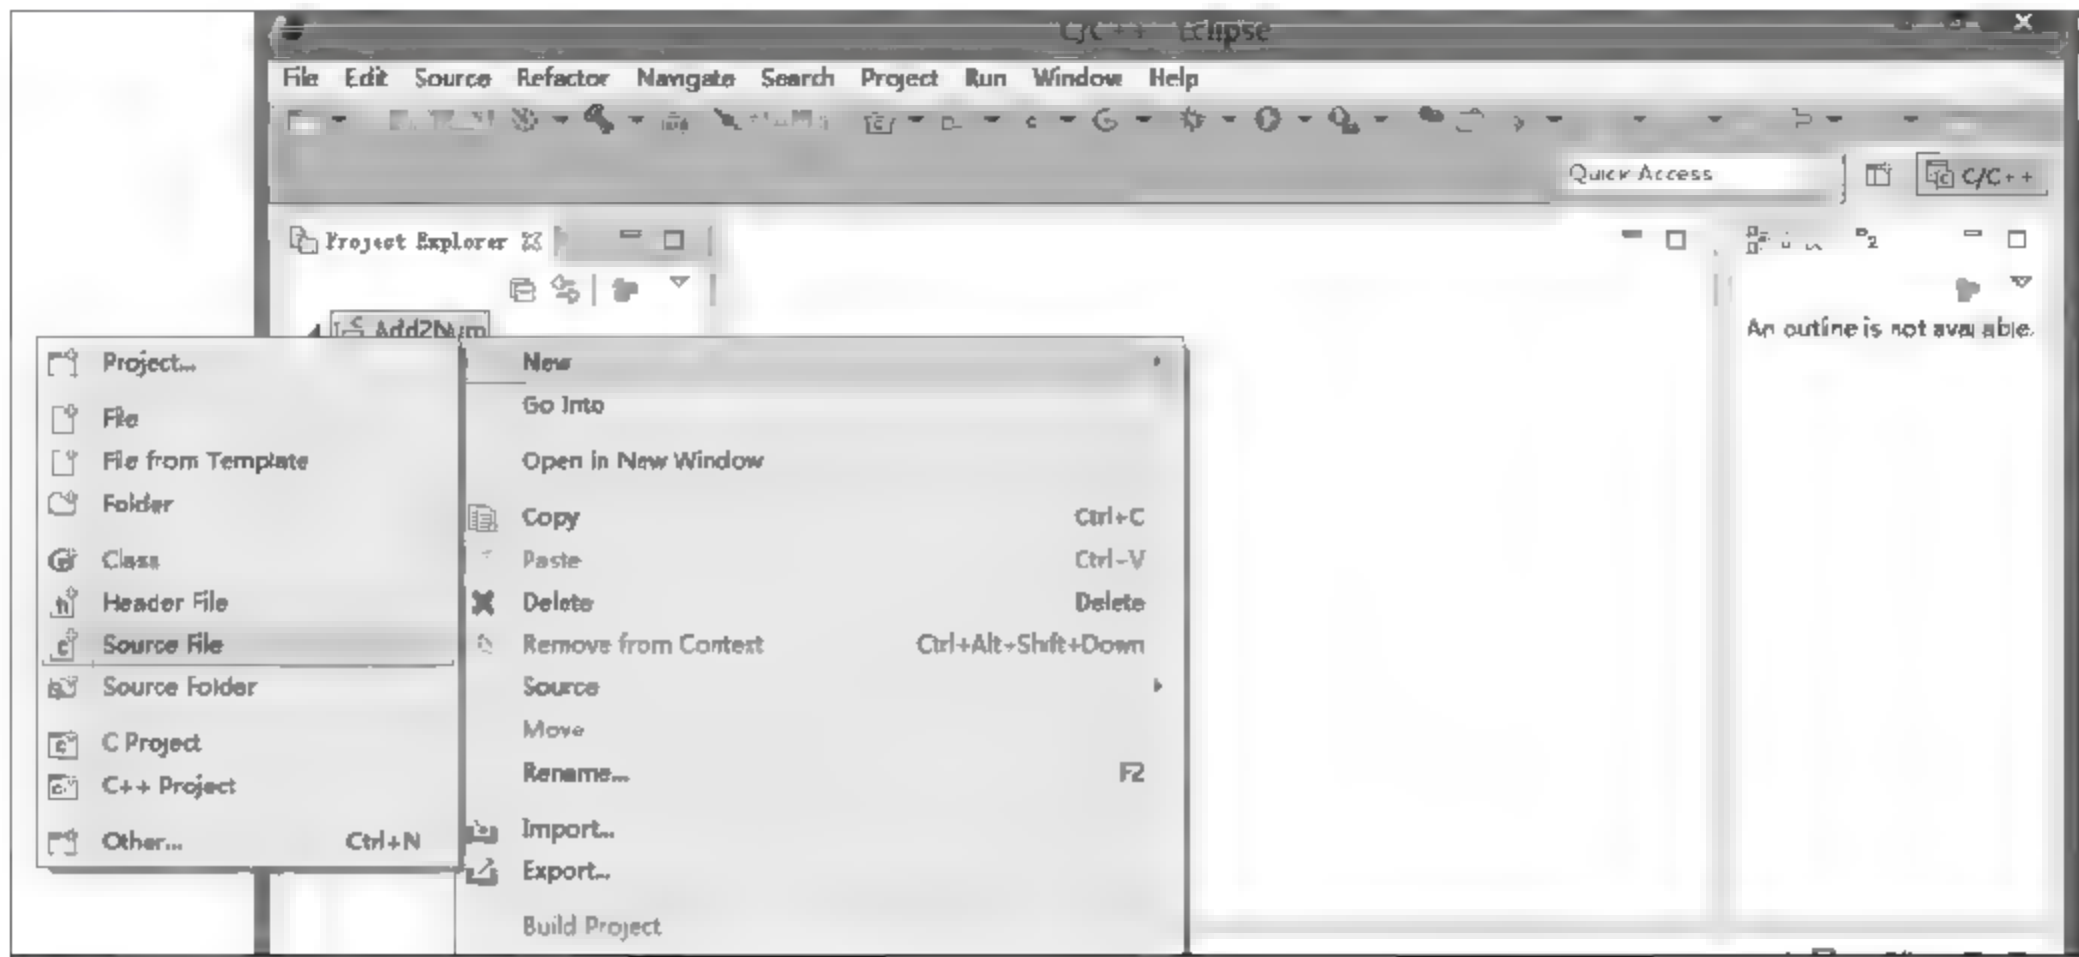 C/C++ Eclipse
File Edit Source Refactor Navigate Search Project Run Window Help
Quick Access
C/C++
Project Explorer
Add2Num
An outline is not available.
Project...
File
File from Template
Folder
Class
Header File
Source File
Source Folder
C Project
C++ Project
Other... Ctrl+N
New
Go Into
Open in New Window
Copy Ctrl+C
Paste Ctrl+V
Delete Delete
Remove from Context Ctrl+Alt+Shift+Down
Source
Move
Rename... F2
Import...
Export...
Build Project